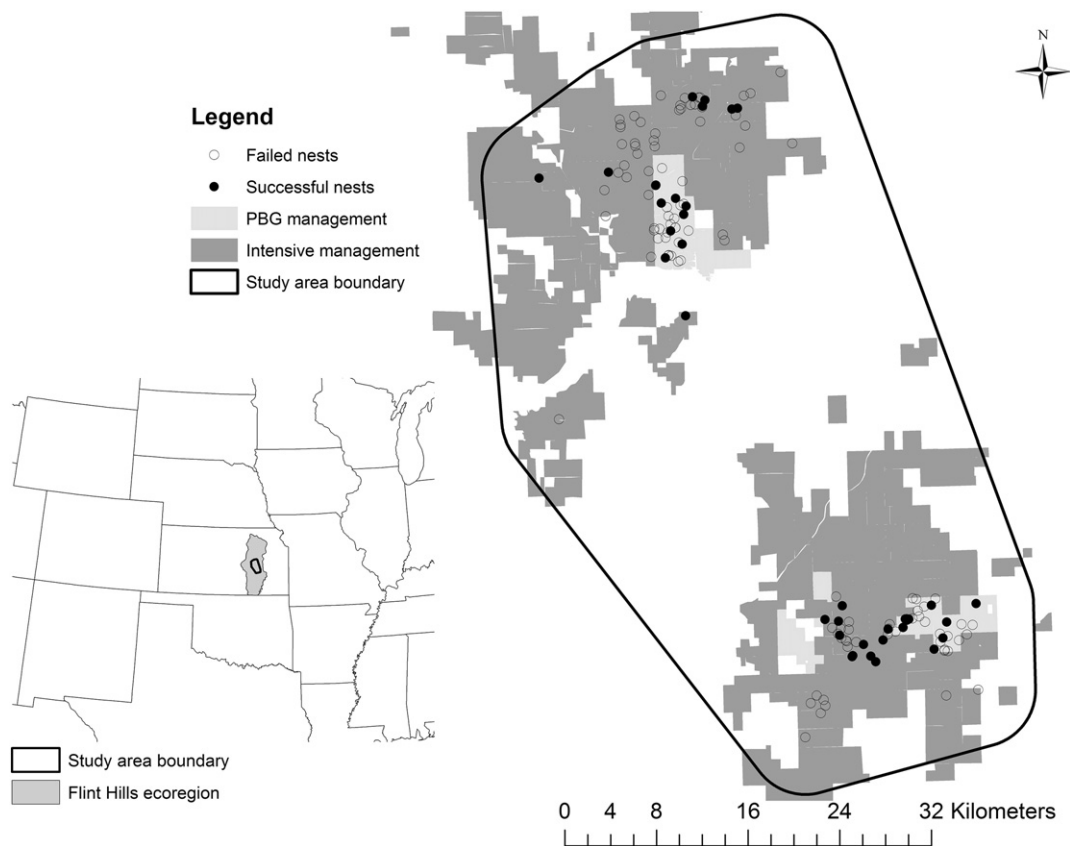 N
Legend
Failed nests
Successful nests
PBG management
Intensive management
Study area boundary
Study area boundary
Flint Hills ecoregion
0 4 8 16 24 32 Kilometers